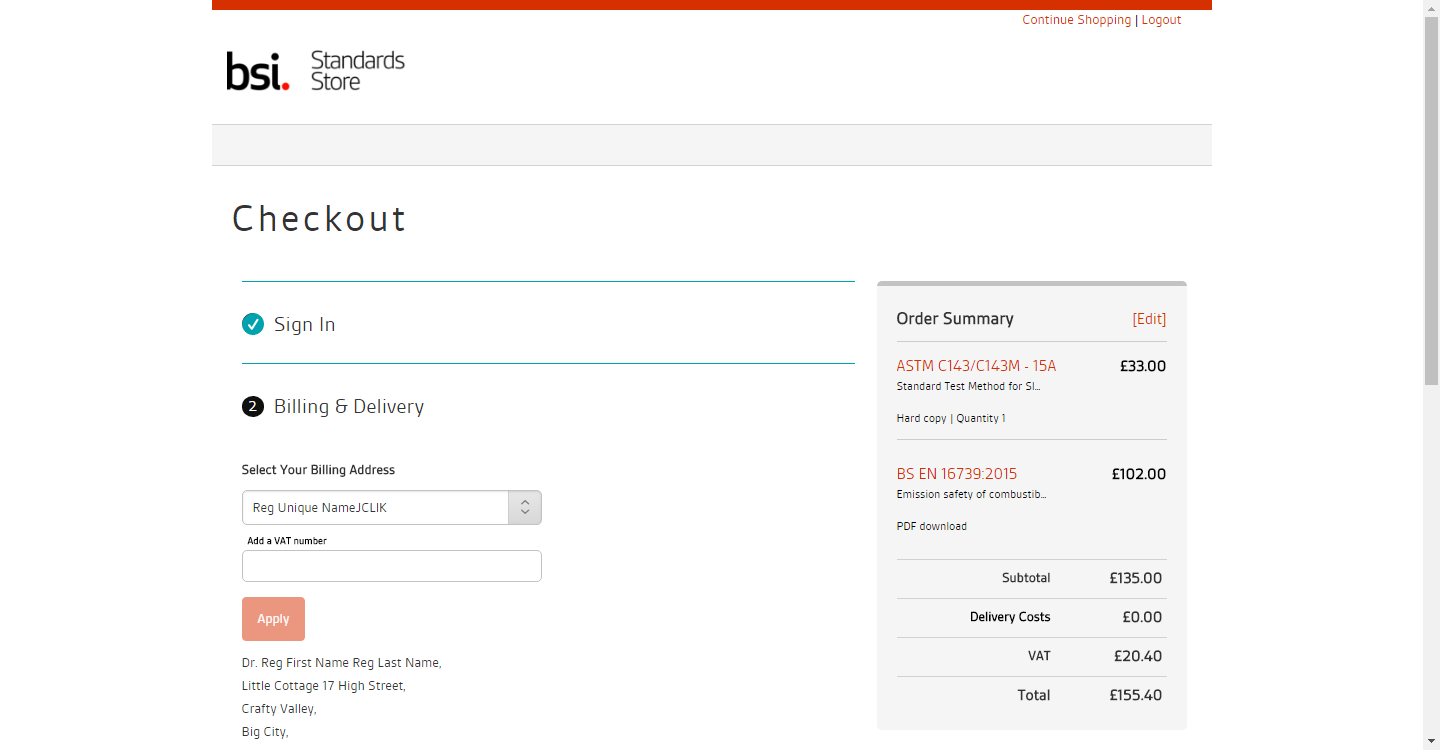 Continue Shopping | Logout
bsi. Standards Store
Checkout
Sign In
2 Billing & Delivery
Select Your Billing Address
Reg Unique NameJCLIK
Add a VAT number
Apply
Dr. Reg First Name Reg Last Name,
Little Cottage 17 High Street,
Crafty Valley,
Big City,
Order Summary [Edit]
ASTM C143/C143M - 15A £33.00
Standard Test Method for Sl...
Hard copy | Quantity 1
BS EN 16739:2015 £102.00
Emission safety of combustib...
PDF download
Subtotal £135.00
Delivery Costs £0.00
VAT £20.40
Total £155.40